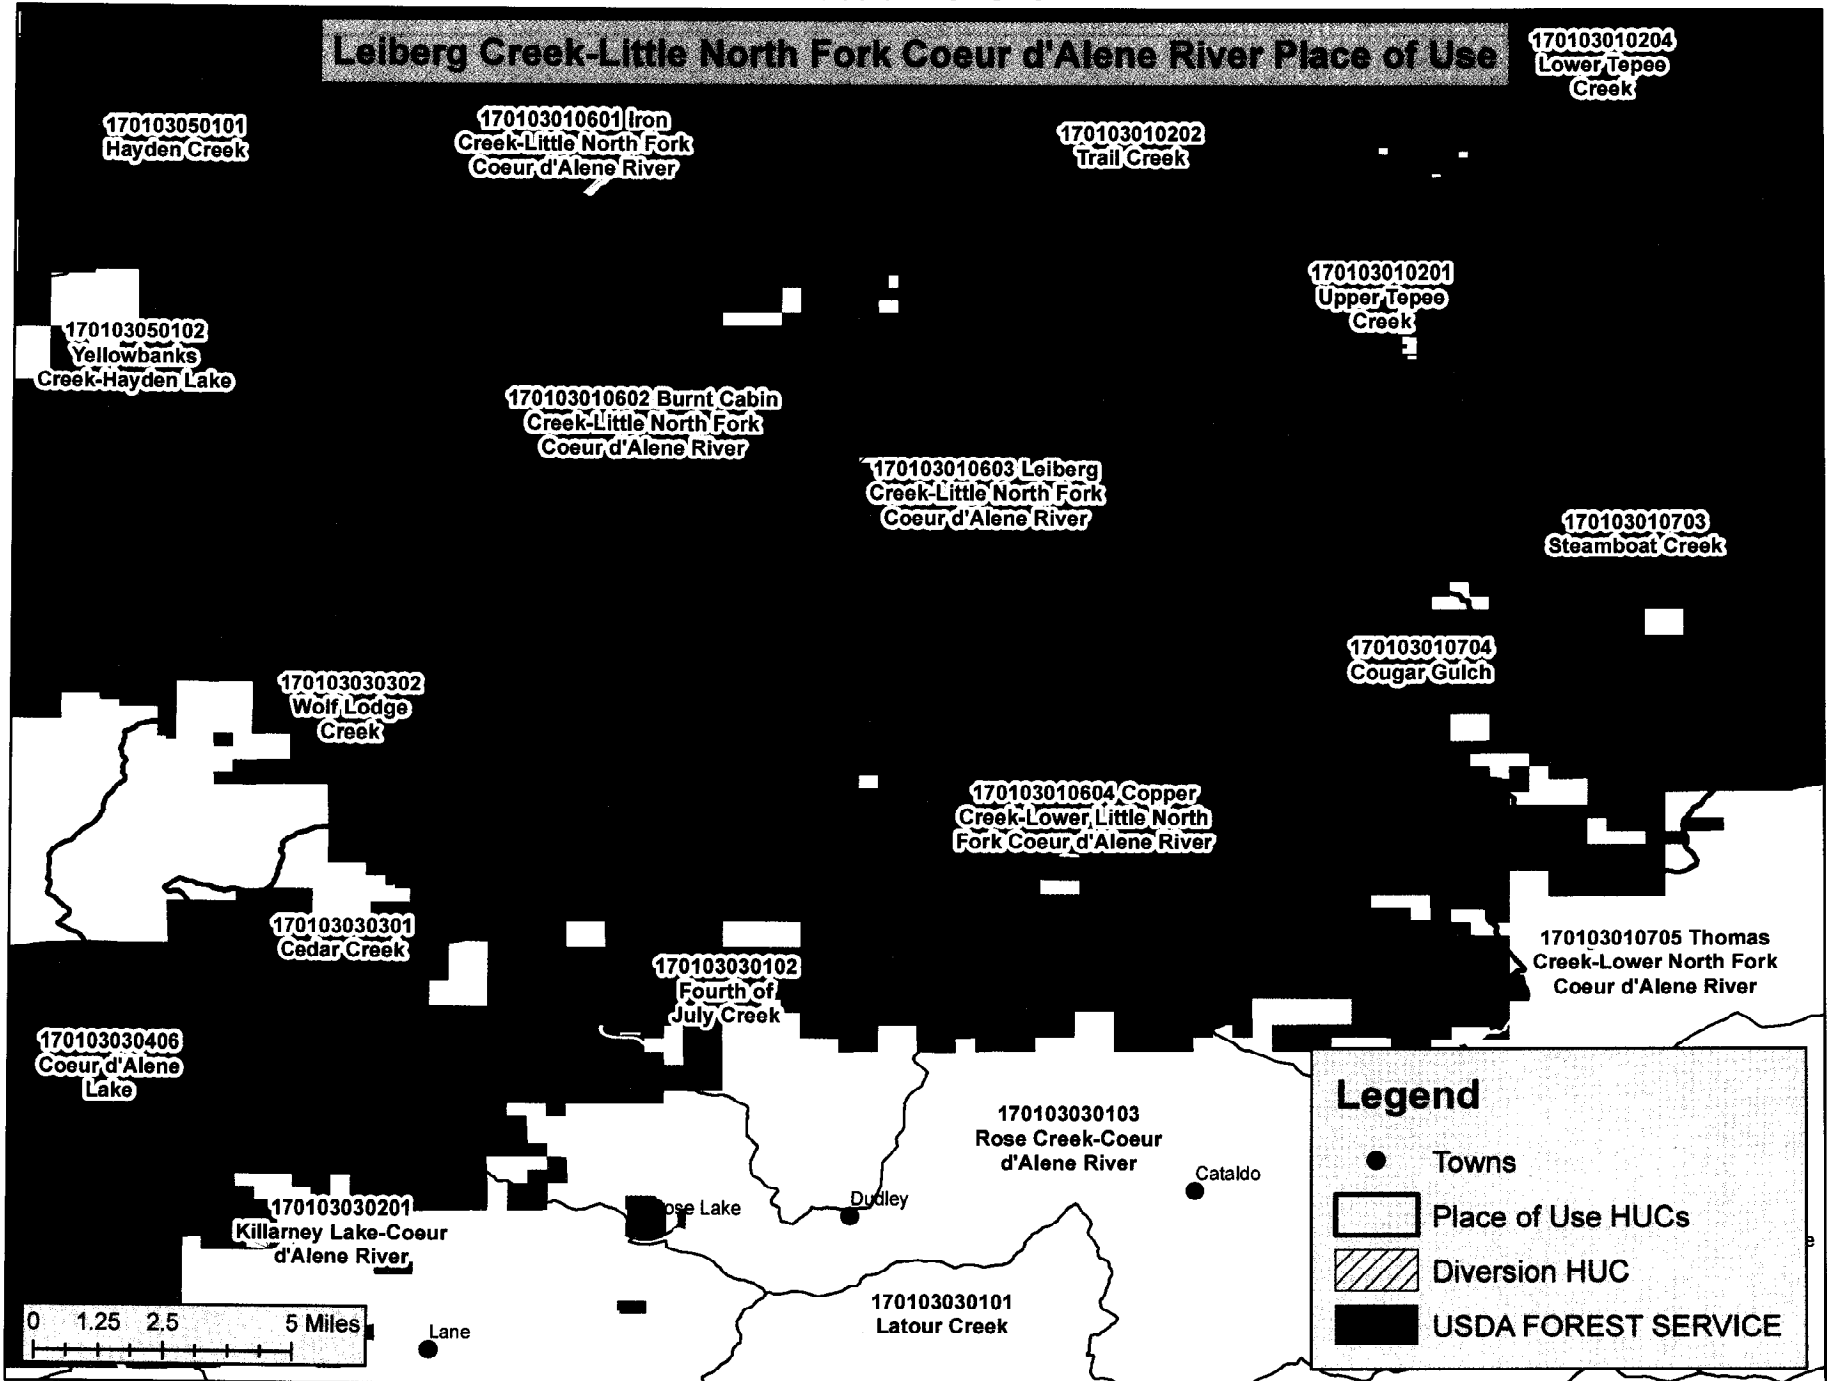 Leiberg Creek-Little North Fork Coeur d'Alene River Place of Use
170103010204
Lower Tepee
Creek
170103050101
Hayden Creek
170103010601 Iron
Creek-Little North Fork
Coeur d'Alene River
170103010202
Trail Creek
170103010201
Upper Tepee
Creek
170103050102
Yellowbanks
Creek-Hayden Lake
170103010602 Burnt Cabin
Creek-Little North Fork
Coeur d'Alene River
170103010603 Leiberg
Creek-Little North Fork
Coeur d'Alene River
170103010703
Steamboat Creek
170103010704
Cougar Gulch
170103030302
Wolf Lodge
Creek
170103010604 Copper
Creek-Lower Little North
Fork Coeur d'Alene River
170103030301
Cedar Creek
170103030102
Fourth of
July Creek
170103010705 Thomas
Creek-Lower North Fork
Coeur d'Alene River
170103030406
Coeur d'Alene
Lake
170103030103
Rose Creek-Coeur
d'Alene River
Cataldo
Dudley
ose Lake
170103030201
Killarney Lake-Coeur
d'Alene River
170103030101
Latour Creek
Lane
0 1.25 2.5 5 Miles
Legend
Towns
Place of Use HUCs
Diversion HUC
USDA FOREST SERVICE